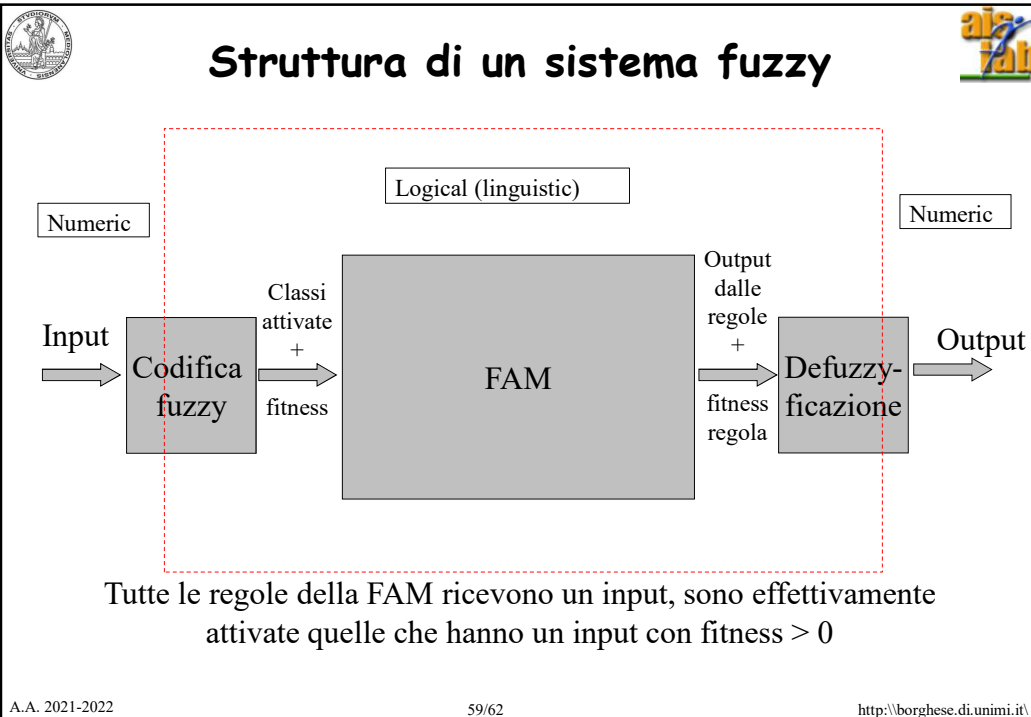 Struttura di un sistema fuzzy
Logical (linguistic)
Numeric
Numeric
Input
Codifica
fuzzy
Classi
attivate
+
fitness
FAM
Output
dalle
regole
+
fitness
regola
Defuzzy-
ficazione
Output
Tutte le regole della FAM ricevono un input, sono effettivamente
attivate quelle che hanno un input con fitness > 0
A.A. 2021-2022
59/62
http:\\borghese.di.unimi.it\